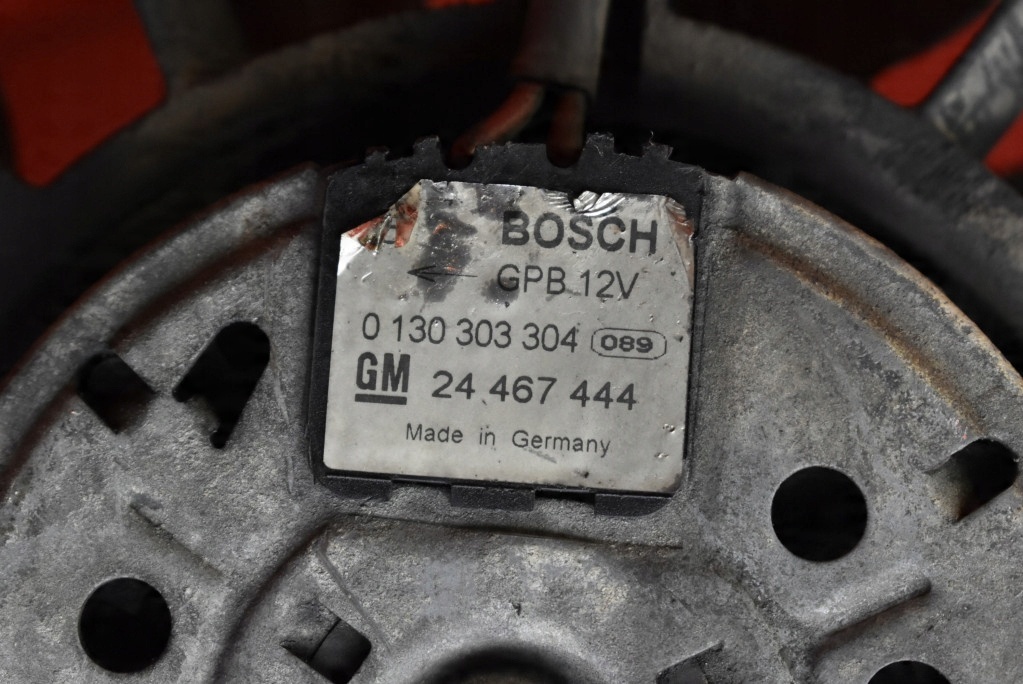 BOSCH
GPB 12V
0 130 303 304 089
GM 24 467 444
Made in Germany